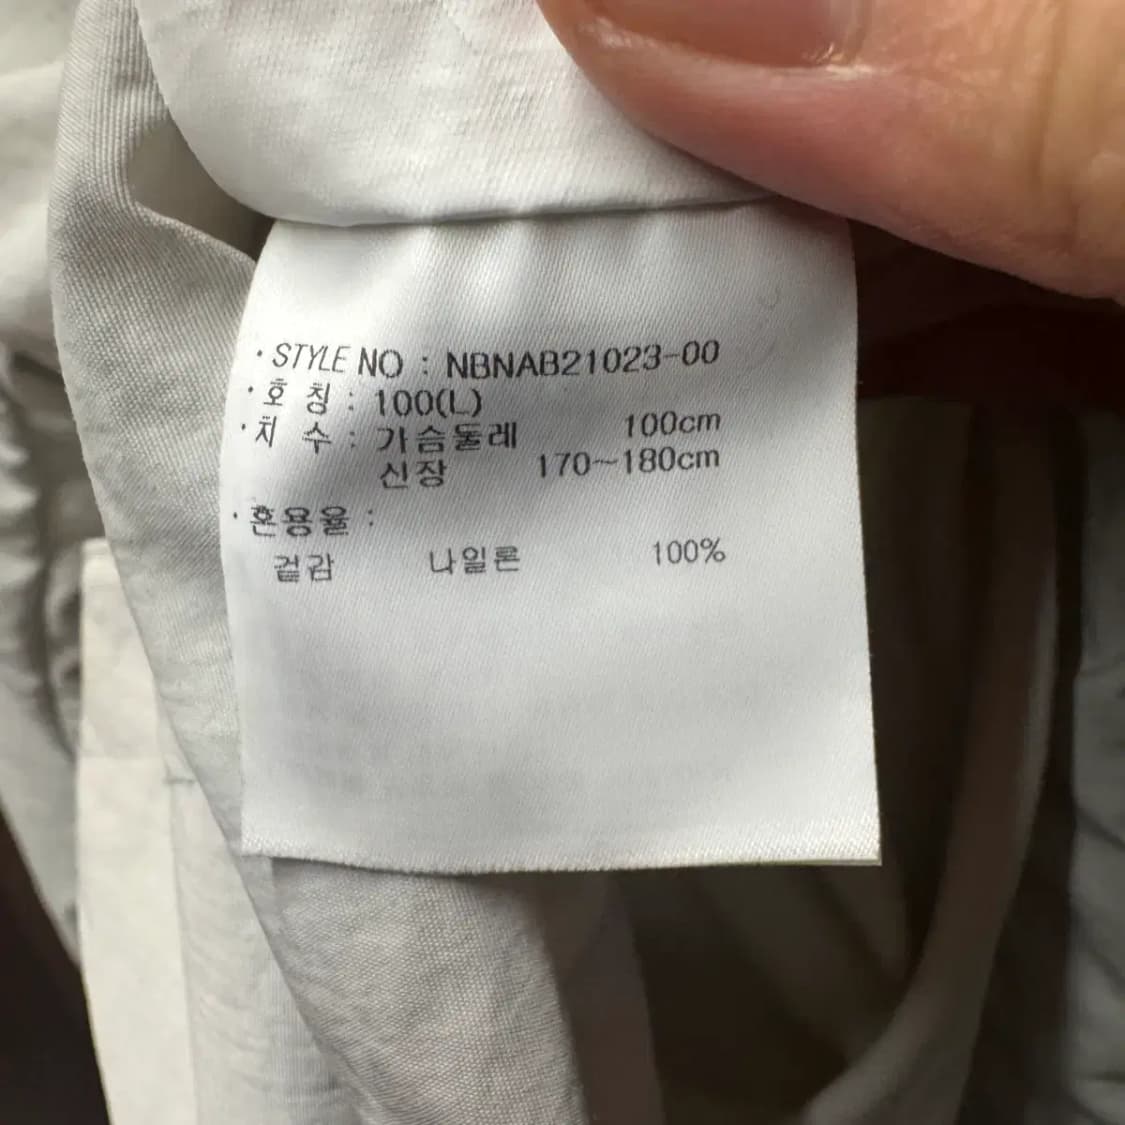 · STYLE NO : NBNAB21023-00
· 호 칭 : 100(L)
· 치 수 : 가슴둘레 100cm
신장 170~180cm
· 혼용율 :
겉감 나일론 100%